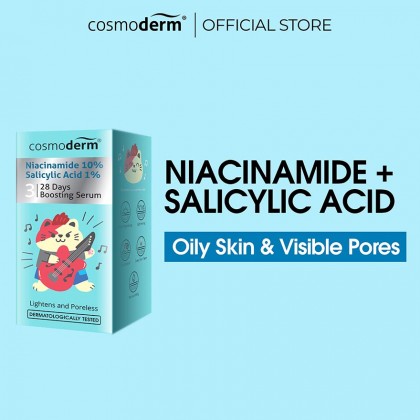 cosmoderm® | OFFICIAL STORE
cosmoderm®
Niacinamide 10%
Salicylic Acid 1%
3 28 Days
Boosting Serum
Lightens and Poreless
DERMATOLOGICALLY TESTED
NIACINAMIDE +
SALICYLIC ACID
Oily Skin & Visible Pores